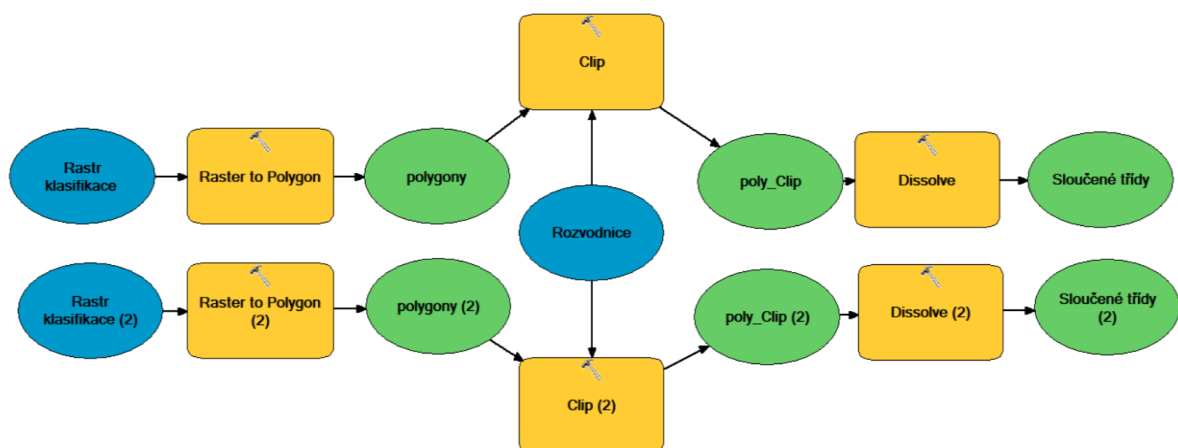 Clip
Rastr
klasifikace
Raster to Polygon
polygony
poly_Clip
Dissolve
Sloučené třídy
Rozvodnice
Rastr
klasifikace (2)
Raster to Polygon
(2)
polygony (2)
poly_Clip (2)
Dissolve (2)
Sloučené třídy
(2)
Clip (2)